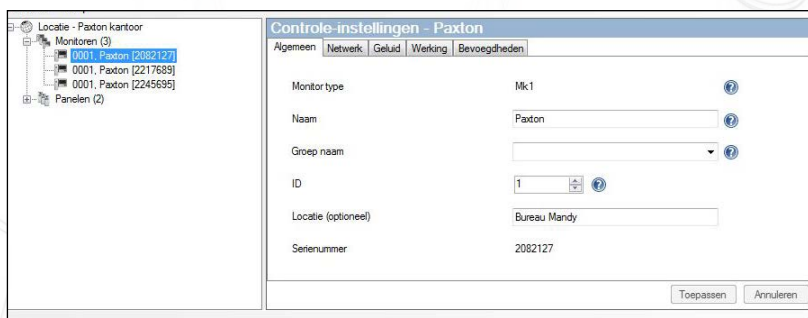 Locatie - Paxton kantoor
Monitoren (3)
0001, Paxton [2082127]
0001, Paxton [2217689]
0001, Paxton [2245695]
Panelen (2)
Controle-instellingen - Paxton
Algemeen Netwerk Geluid Werking Bevoegdheden
Monitor type Mk1
Naam Paxton
Groep naam
ID 1
Locatie (optioneel) Bureau Mandy
Serienummer 2082127
Toepassen Annuleren